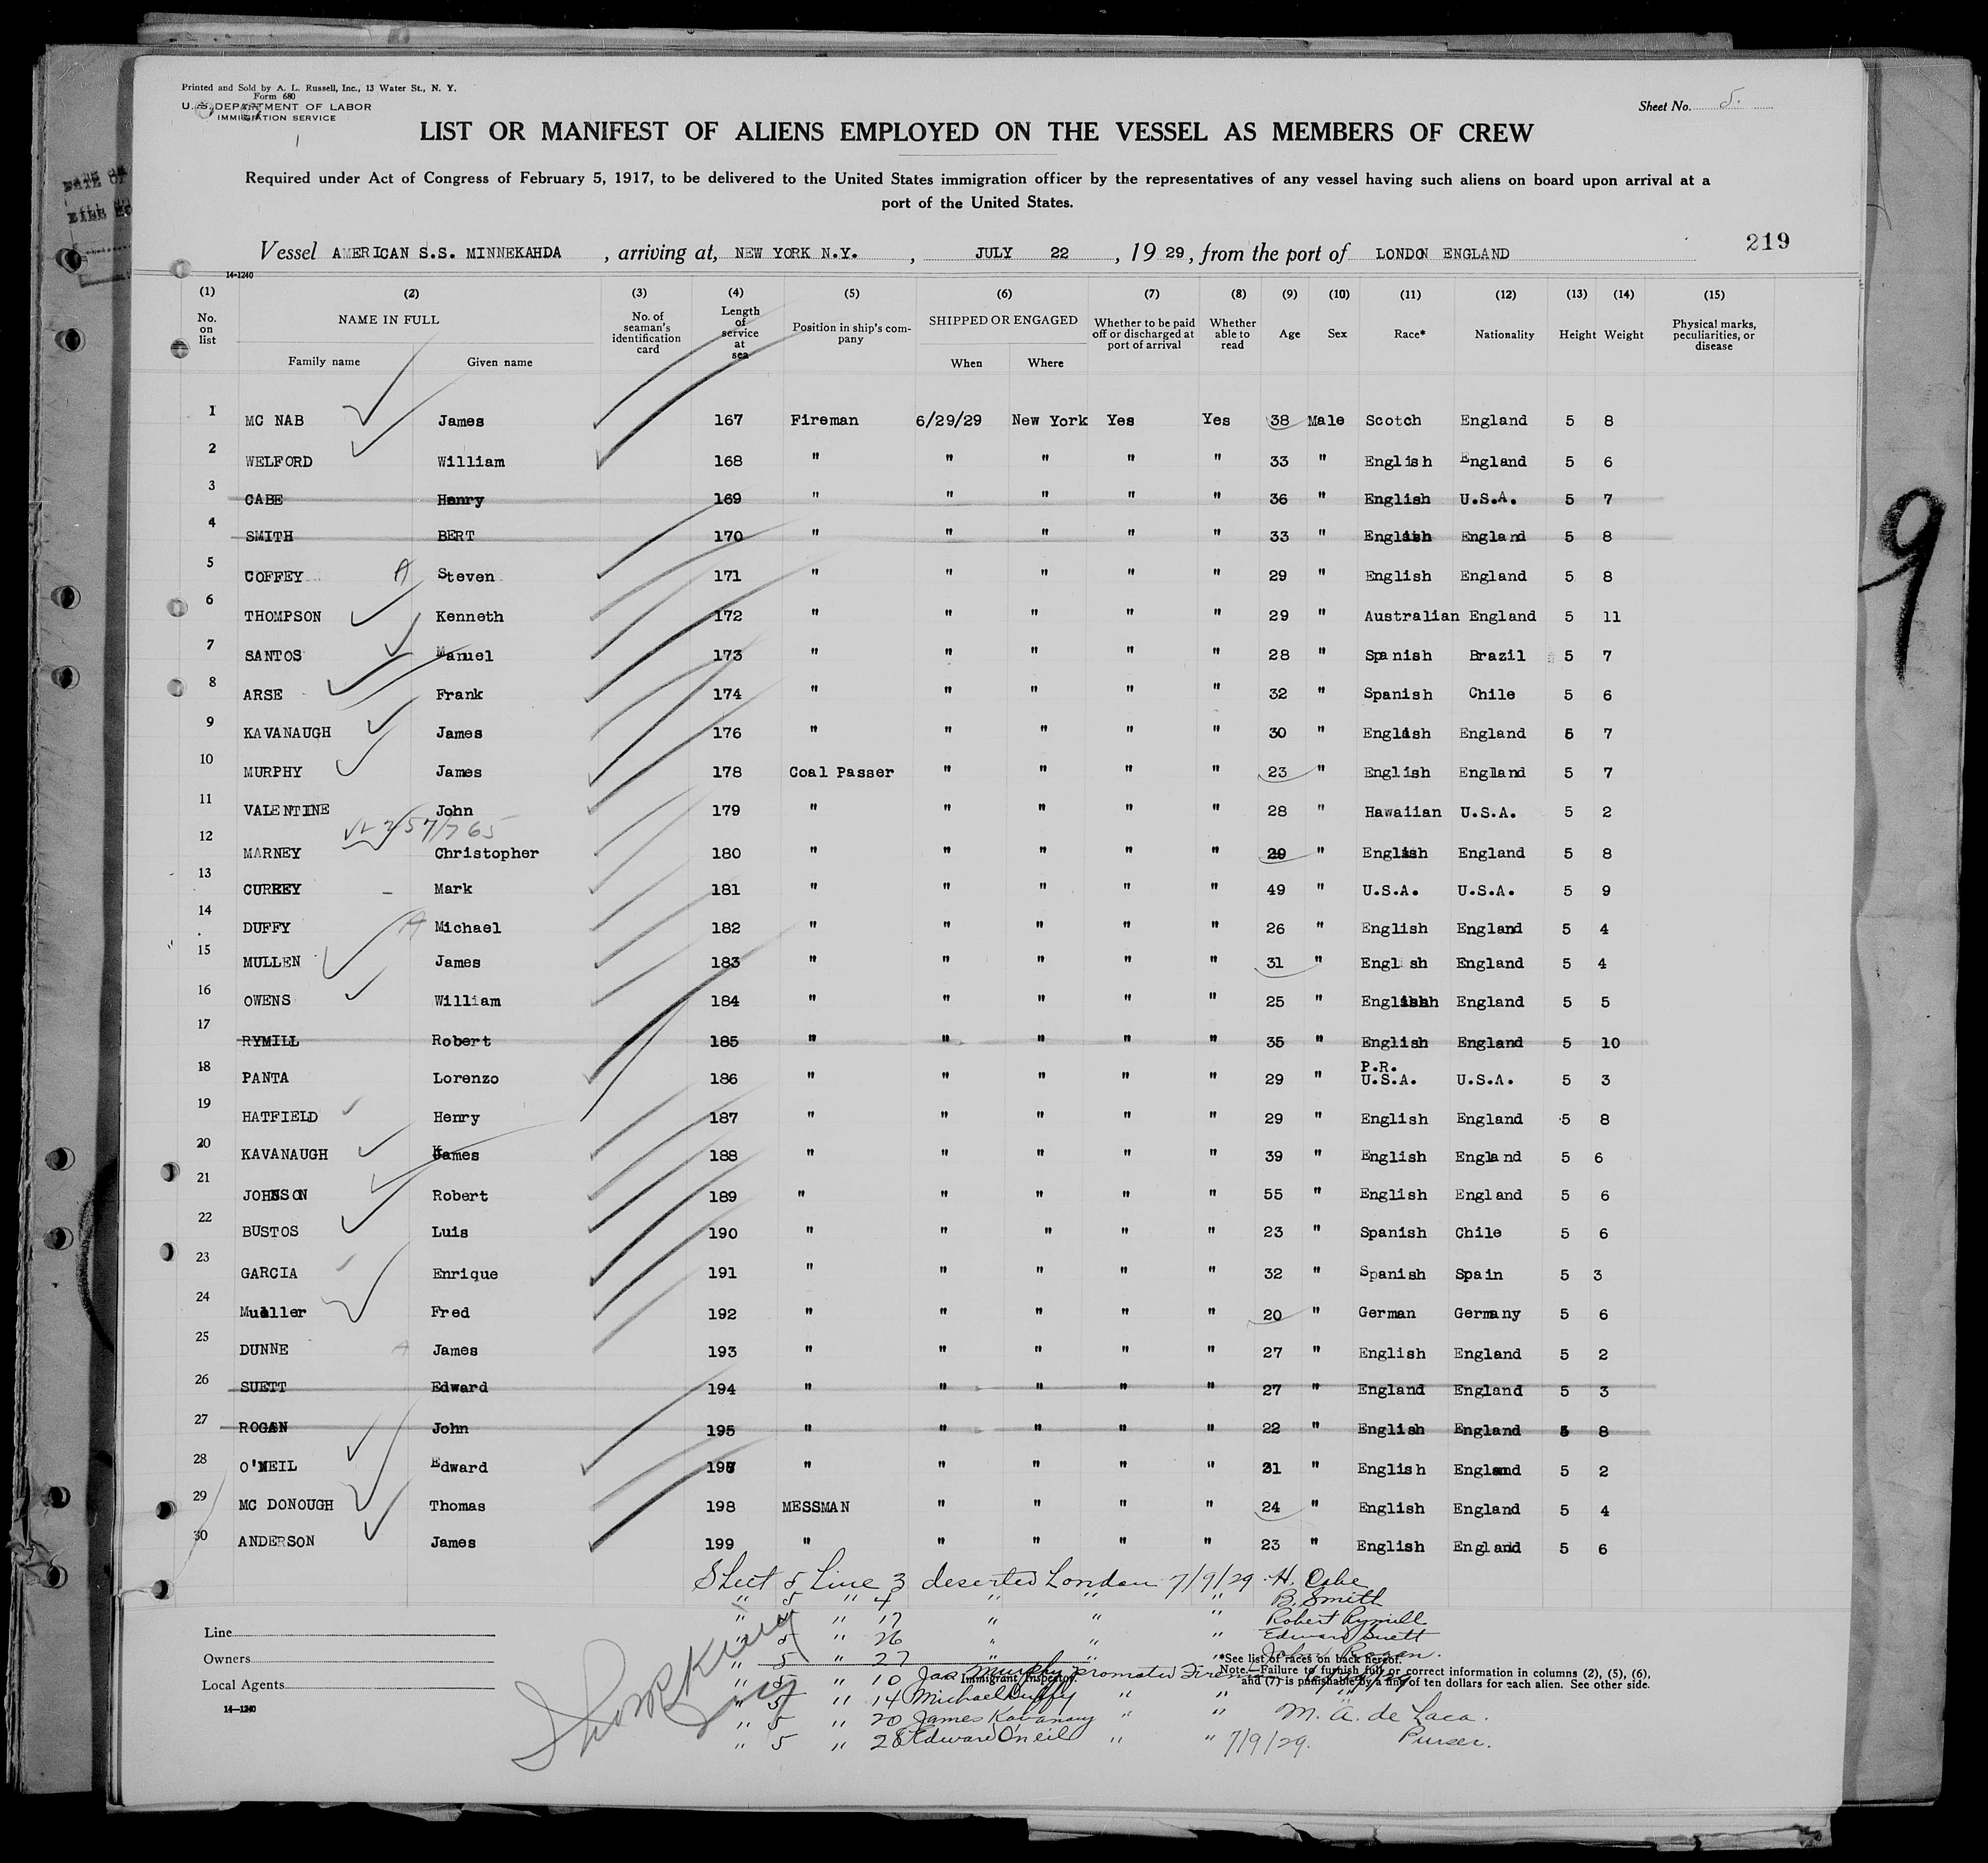 Printed and Sold by A. L. Russell, Inc., 13 Water St., N. Y.
Form 680
U. S. DEPARTMENT OF LABOR
IMMIGRATION SERVICE
Sheet No. 5.
LIST OR MANIFEST OF ALIENS EMPLOYED ON THE VESSEL AS MEMBERS OF CREW
Required under Act of Congress of February 5, 1917, to be delivered to the United States immigration officer by the representatives of any vessel having such aliens on board upon arrival at a
port of the United States.
219
Vessel AMERICAN S.S. MINNEKAHDA , arriving at, NEW YORK N.Y. , JULY 22 , 19 29, from the port of LONDON ENGLAND
14-1240
(1) (2) (3) (4) (5) (6) (7) (8) (9) (10) (11) (12) (13) (14) (15)
No. on list NAME IN FULL Family name Given name No. of seaman's identification card Length of service at sea Position in ship's company SHIPPED OR ENGAGED When Where Whether to be paid off or discharged at port of arrival Whether able to read Age Sex Race* Nationality Height Weight Physical marks, peculiarities, or disease
1 MC NAB James 167 Fireman 6/29/29 New York Yes Yes 38 Male Scotch England 5 8
2 WELFORD William 168 " " " " " 33 " English England 5 6
3 CABE Henry 169 " " " " " 36 " English U.S.A. 5 7
4 SMITH BERT 170 " " " " " 33 " English England 5 8
5 COFFEY A Steven 171 " " " " " 29 " English England 5 8
6 THOMPSON Kenneth 172 " " " " " 29 " Australian England 5 11
7 SANTOS Manuel 173 " " " " " 28 " Spanish Brazil 5 7
8 ARSE Frank 174 " " " " " 32 " Spanish Chile 5 6
9 KAVANAUGH James 176 " " " " " 30 " English England 5 7
10 MURPHY James 178 Coal Passer " " " " 23 " English England 5 7
11 VALENTINE John 179 " " " " " 28 " Hawaiian U.S.A. 5 2
12 MARNEY Christopher 180 " " " " " 29 " English England 5 8
13 CURREY - Mark 181 " " " " " 49 " U.S.A. U.S.A. 5 9
14 DUFFY A Michael 182 " " " " " 26 " English England 5 4
15 MULLEN James 183 " " " " " 31 " Engl sh England 5 4
16 OWENS William 184 " " " " " 25 " English England 5 5
17 RYMILL Robert 185 " " " " " 35 " English England 5 10
18 PANTA Lorenzo 186 " " " " " 29 " P.R. U.S.A. U.S.A. 5 3
19 HATFIELD Henry 187 " " " " " 29 " English England 5 8
20 KAVANAUGH James 188 " " " " " 39 " English England 5 6
21 JOHNSON Robert 189 " " " " " 55 " English England 5 6
22 BUSTOS Luis 190 " " " " " 23 " Spanish Chile 5 6
23 GARCIA Enrique 191 " " " " " 32 " Spanish Spain 5 3
24 Mueller Fred 192 " " " " " 20 " German Germany 5 6
25 DUNNE A James 193 " " " " " 27 " English England 5 2
26 SUETT Edward 194 " " " " " 27 " England England 5 3
27 ROGAN John 195 " " " " " 22 " English England 5 8
28 O'NEIL Edward 197 " " " " " 31 " English England 5 2
29 MC DONOUGH Thomas 198 MESSMAN " " " " 24 " English England 5 4
30 ANDERSON James 199 " " " " " 23 " English England 5 6
Sheet 5 Line 3 deserted London 7/9/29 H. Cabe
" 5 " 4 " " " B. Smith
" 5 " 17 " " " Robert Rymill
" 5 " 26 " " " Edward Suett
" 5 " 27 " " " John Rogan.
" 5 " 10 Jas Murphy promoted Fireman
" 5 " 14 Michael Duffy " "
" 5 " 20 James Kavanaug " "
" 5 " 28 Edward O'neil " " 7/9/29.
M. A. de Laca.
Purser.
Line
Owners
Local Agents
14-1240
Immigrant Inspector.
*See list of races on back hereof.
Note.—Failure to furnish full or correct information in columns (2), (5), (6),
and (7) is punishable by a fine of ten dollars for each alien. See other side.
9